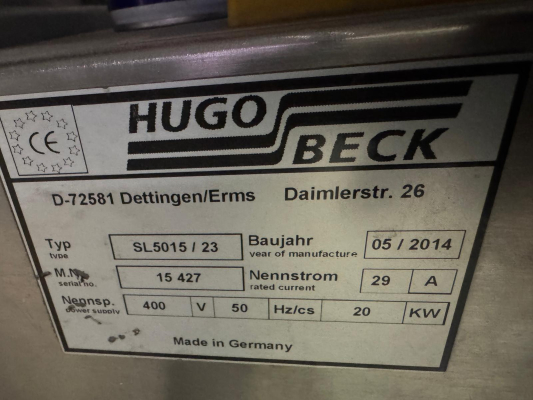 CE
HUGO
BECK
D-72581 Dettingen/Erms Daimlerstr. 26
Typ SL5015 / 23 Baujahr 05 / 2014
type year of manufacture
15 427 Nennstrom 29 A
serial no. rated current
Nennsp. 400 V 50 Hz/cs 20 KW
power supply
Made in Germany